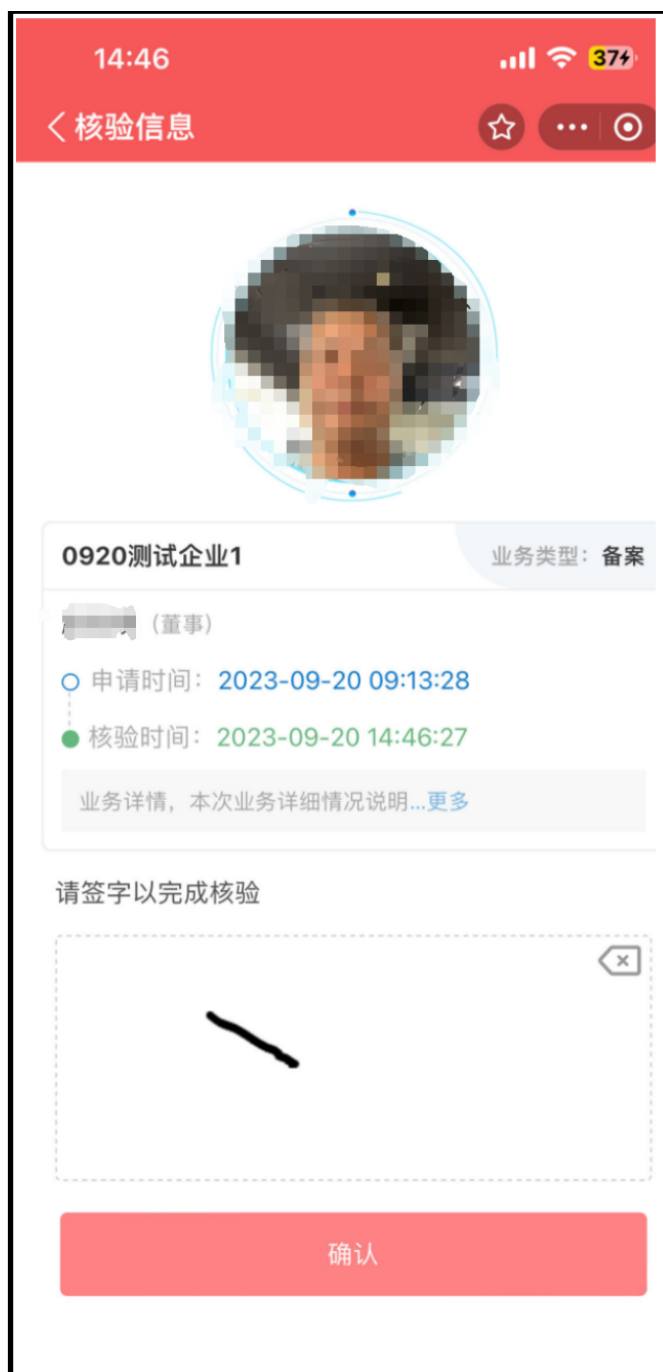 14:46
37
核验信息
0920测试企业1
业务类型：备案
（董事）
申请时间：2023-09-20 09:13:28
核验时间：2023-09-20 14:46:27
业务详情，本次业务详细情况说明...更多
请签字以完成核验
确认